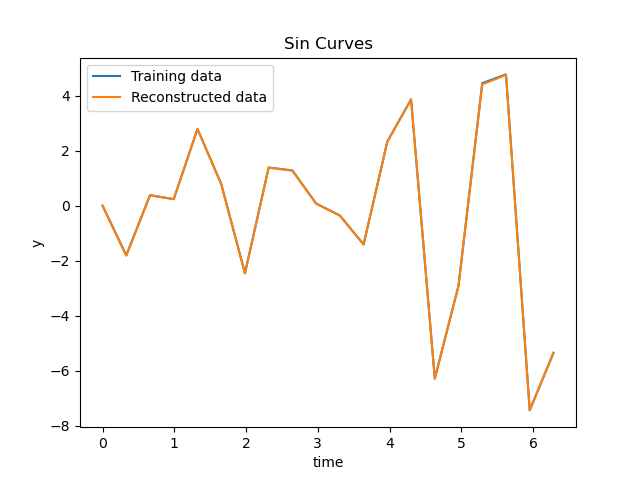 Sin Curves
Training data
Reconstructed data
4
2
0
−2
−4
−6
−8
y
0 1 2 3 4 5 6
time